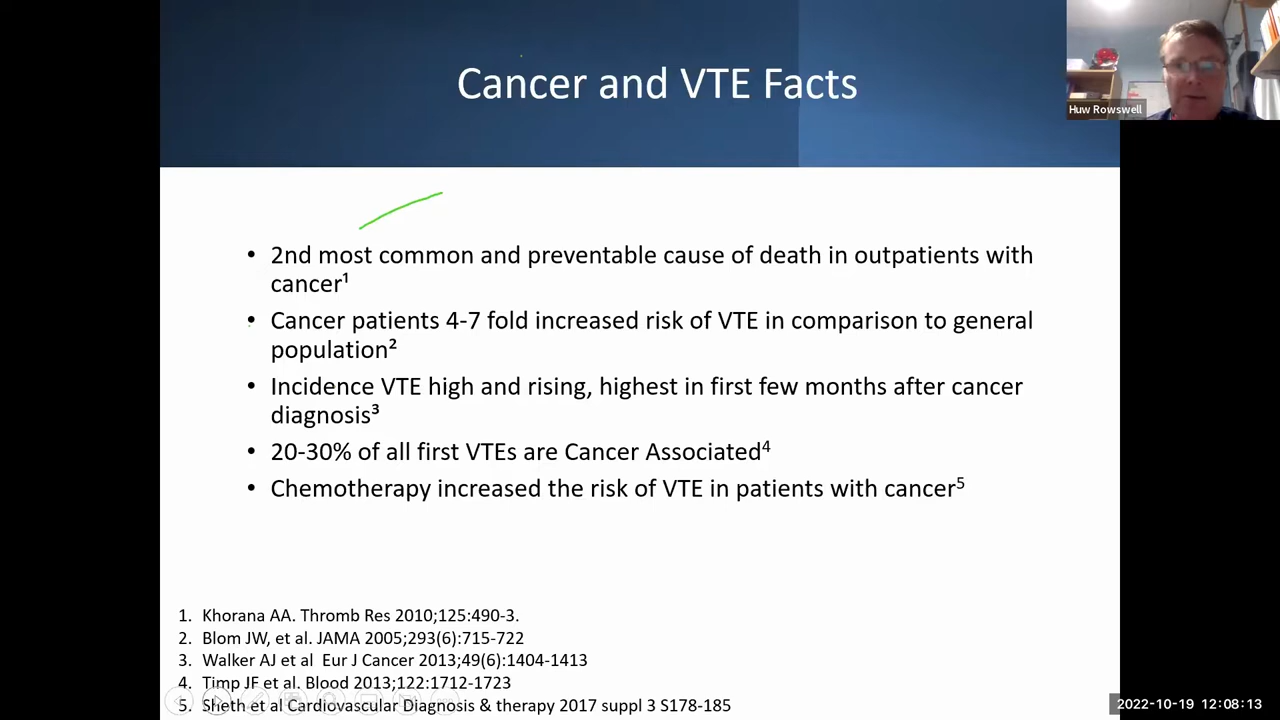 Cancer and VTE Facts
Huw Rowswell
• 2nd most common and preventable cause of death in outpatients with
cancer¹
• Cancer patients 4-7 fold increased risk of VTE in comparison to general
population²
• Incidence VTE high and rising, highest in first few months after cancer
diagnosis³
• 20-30% of all first VTEs are Cancer Associated⁴
• Chemotherapy increased the risk of VTE in patients with cancer⁵
1. Khorana AA. Thromb Res 2010;125:490-3.
2. Blom JW, et al. JAMA 2005;293(6):715-722
3. Walker AJ et al Eur J Cancer 2013;49(6):1404-1413
4. Timp JF et al. Blood 2013;122:1712-1723
5. Sheth et al Cardiovascular Diagnosis & therapy 2017 suppl 3 S178-185
2022-10-19 12:08:13